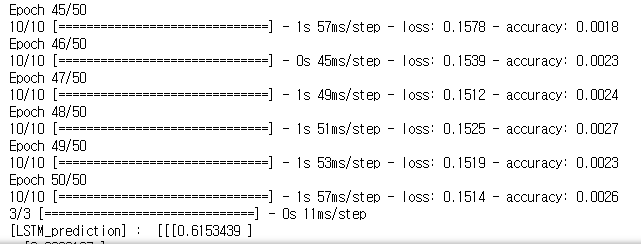 Epoch 45/50
10/10 [==============================] - 1s 57ms/step - loss: 0.1578 - accuracy: 0.0018
Epoch 46/50
10/10 [==============================] - 0s 45ms/step - loss: 0.1539 - accuracy: 0.0023
Epoch 47/50
10/10 [==============================] - 1s 49ms/step - loss: 0.1512 - accuracy: 0.0024
Epoch 48/50
10/10 [==============================] - 1s 51ms/step - loss: 0.1525 - accuracy: 0.0027
Epoch 49/50
10/10 [==============================] - 1s 53ms/step - loss: 0.1519 - accuracy: 0.0023
Epoch 50/50
10/10 [==============================] - 1s 57ms/step - loss: 0.1514 - accuracy: 0.0026
3/3 [==============================] - 0s 11ms/step
[LSTM_prediction] :  [[[0.6153439 ]